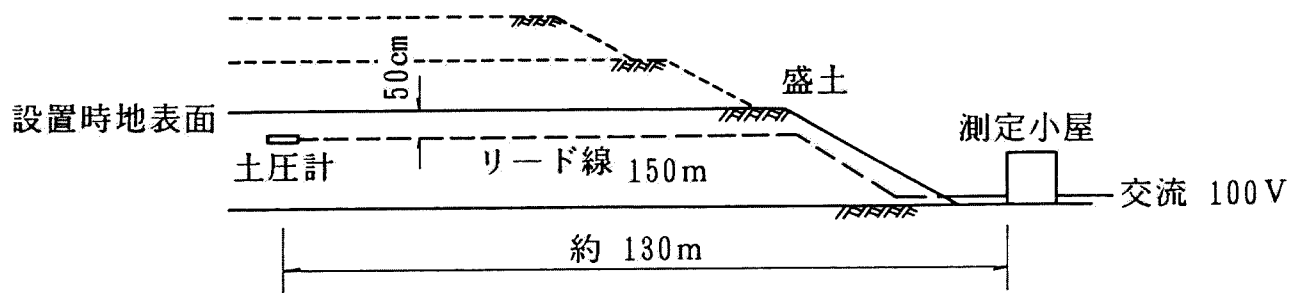 50cm
盛土
設置時地表面
測定小屋
土圧計
リード線 150m
交流 100V
約 130m